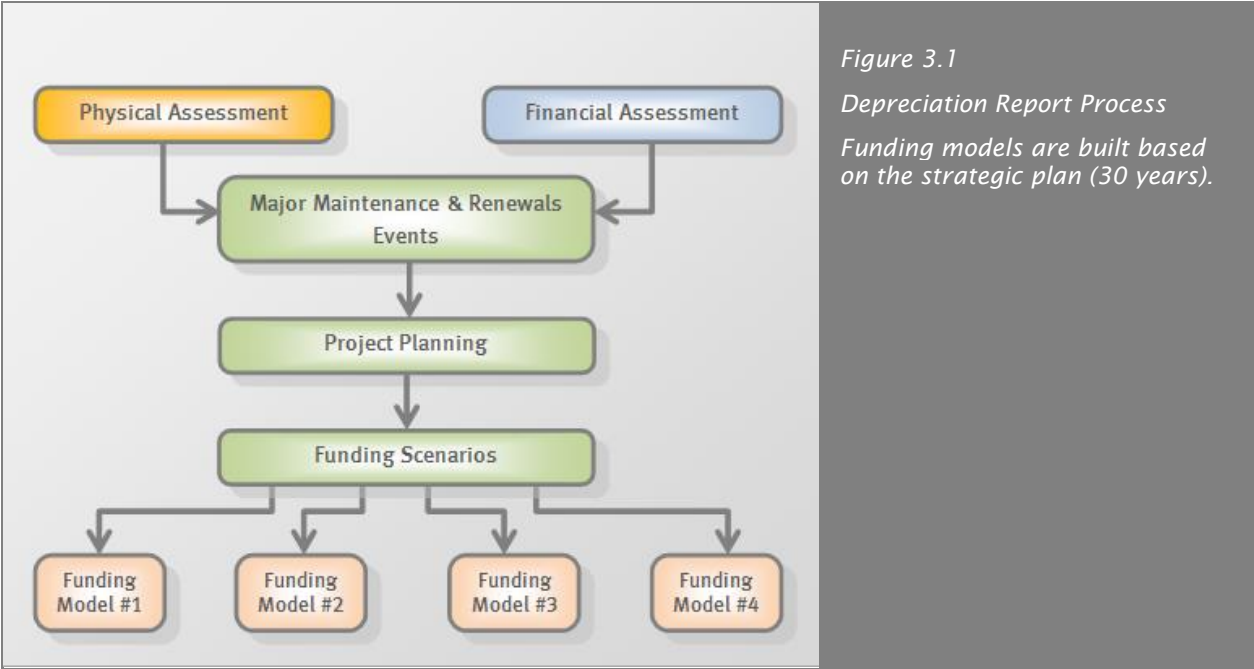 Physical Assessment
Financial Assessment
Major Maintenance & Renewals
Events
Project Planning
Funding Scenarios
Funding
Model #1
Funding
Model #2
Funding
Model #3
Funding
Model #4
Figure 3.1
Depreciation Report Process
Funding models are built based
on the strategic plan (30 years).